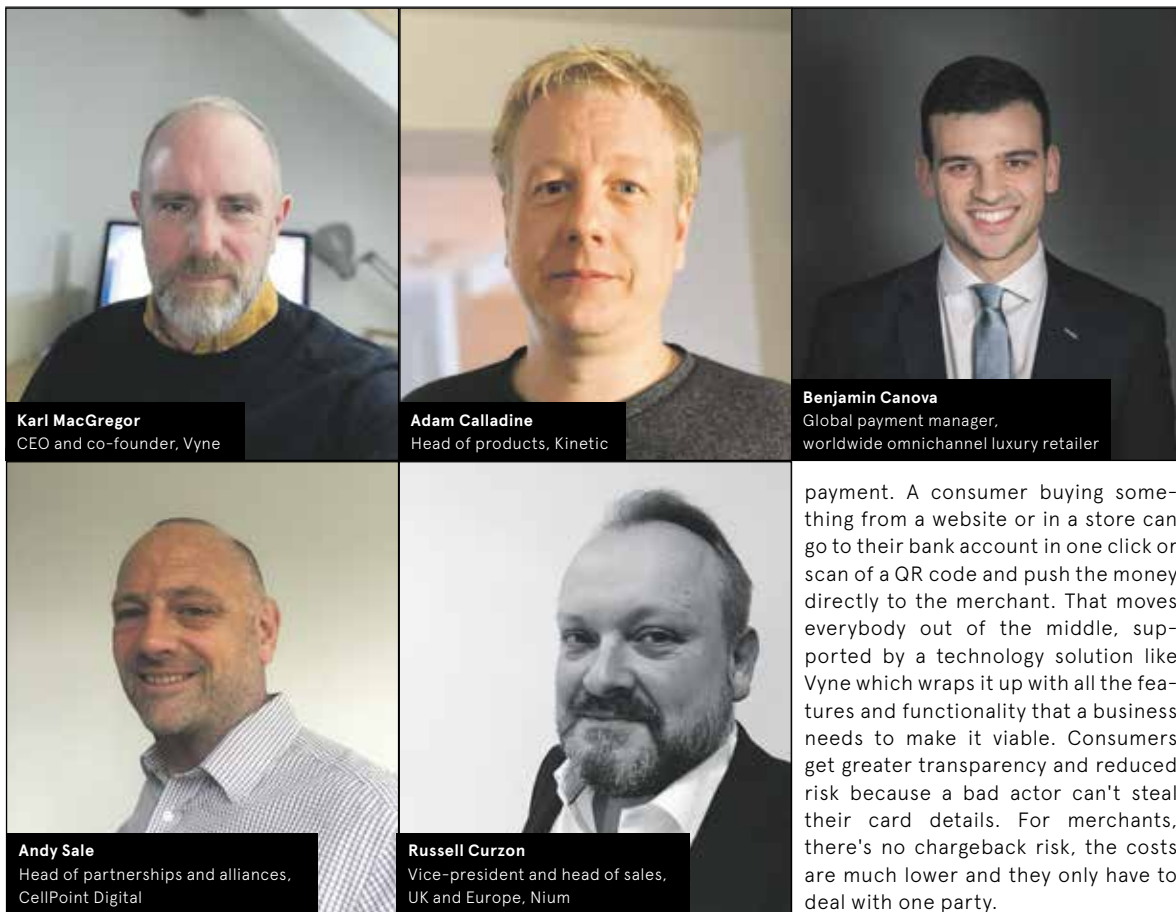 Karl MacGregor
CEO and co-founder, Vyne
Adam Calladine
Head of products, Kinetic
Benjamin Canova
Global payment manager,
worldwide omnichannel luxury retailer
Andy Sale
Head of partnerships and alliances,
CellPoint Digital
Russell Curzon
Vice-president and head of sales,
UK and Europe, Nium
payment. A consumer buying some-
thing from a website or in a store can
go to their bank account in one click or
scan of a QR code and push the money
directly to the merchant. That moves
everybody out of the middle, sup-
ported by a technology solution like
Vyne which wraps it up with all the fea-
tures and functionality that a business
needs to make it viable. Consumers
get greater transparency and reduced
risk because a bad actor can't steal
their card details. For merchants,
there's no chargeback risk, the costs
are much lower and they only have to
deal with one party.